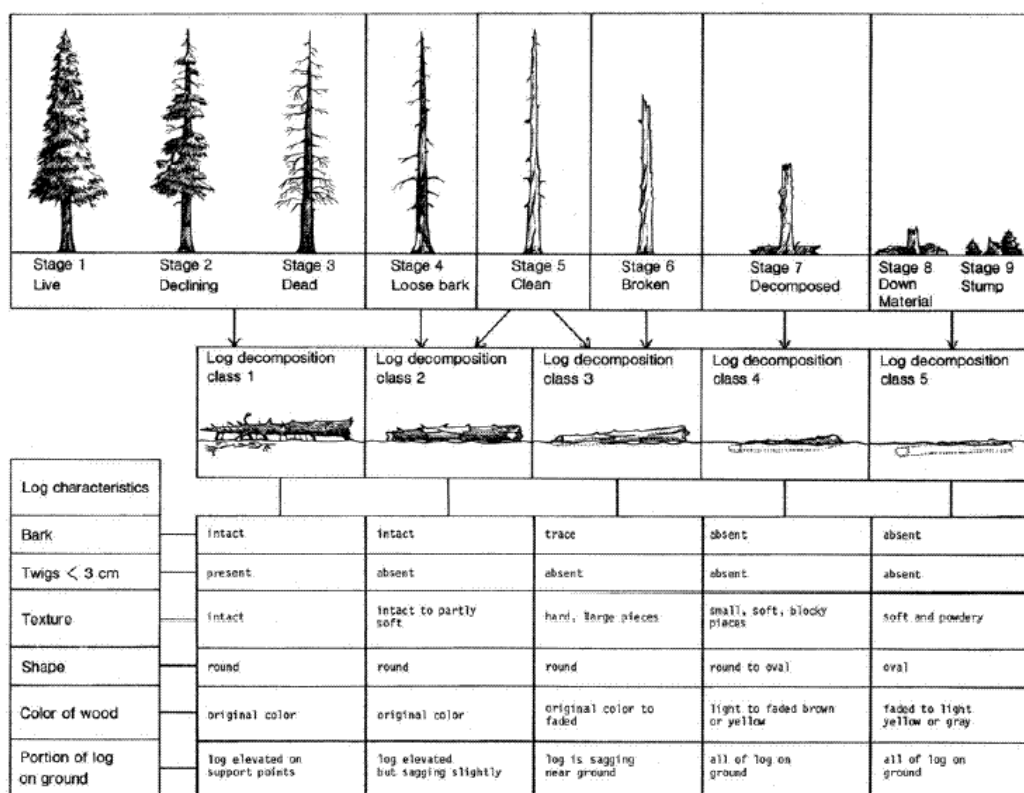 Stage 1
Live
Stage 2
Declining
Stage 3
Dead
Stage 4
Loose bark
Stage 5
Clean
Stage 6
Broken
Stage 7
Decomposed
Stage 8
Down
Material
Stage 9
Stump
Log decomposition
class 1
Log decomposition
class 2
Log decomposition
class 3
Log decomposition
class 4
Log decomposition
class 5
Log characteristics
Bark
intact
intact
trace
absent
absent
Twigs < 3 cm
present
absent
absent
absent
absent
Texture
intact
intact to partly
soft
hard, large pieces
small, soft, blocky
pieces
soft and powdery
Shape
round
round
round
round to oval
oval
Color of wood
original color
original color
original color to
faded
light to faded brown
or yellow
faded to light
yellow or gray
Portion of log
on ground
log elevated on
support points
log elevated
but sagging slightly
log is sagging
near ground
all of log on
ground
all of log on
ground